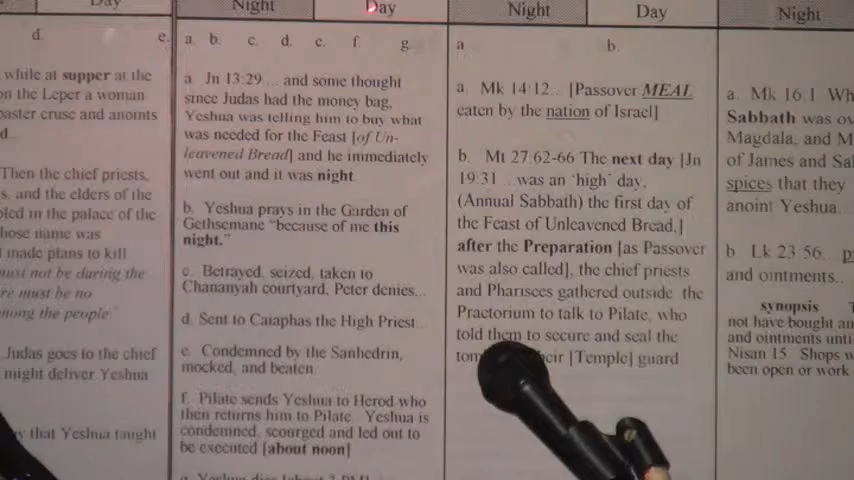 Day
d. e.
while at supper at the
on the Leper a woman
baster cruse and anoints
d...
Then the chief priests,
s, and the elders of the
led in the palace of the
hose name was
l made plans to kill
must not be during the
re must be no
mong the people"
Judas goes to the chief
might deliver Yeshua
y that Yeshua taught
Night Day
a. b. c. d. e. f. g.
a Jn 13:29 ... and some thought
since Judas had the money bag,
Yeshua was telling him to buy what
was needed for the Feast [of Un-
leavened Bread] and he immediately
went out and it was night.
b. Yeshua prays in the Garden of
Gethsemane "because of me this
night."
c. Betrayed, seized, taken to
Chananyah courtyard, Peter denies...
d. Sent to Caiaphas the High Priest...
e. Condemned by the Sanhedrin,
mocked, and beaten.
f. Pilate sends Yeshua to Herod who
then returns him to Pilate. Yeshua is
condemned, scourged and led out to
be executed [about noon]
g. Yeshua dies [about 3 PM]
Night Day
a b.
a. Mk 14:12... [Passover MEAL
eaten by the nation of Israel]
b. Mt 27:62-66 The next day [Jn
19:31 ... was an 'high' day,
(Annual Sabbath) the first day of
the Feast of Unleavened Bread,]
after the Preparation [as Passover
was also called], the chief priests
and Pharisees gathered outside the
Praetorium to talk to Pilate, who
told them to secure and seal the
their [Temple] guard
Night
a. Mk 16:1 Wh
Sabbath was ov
Magdala, and M
of James and Sal
spices that they
anoint Yeshua...
b Lk 23:56...
and ointments..
synopsis
not have bought an
and ointments unti
Nisan 15 Shops w
been open or work